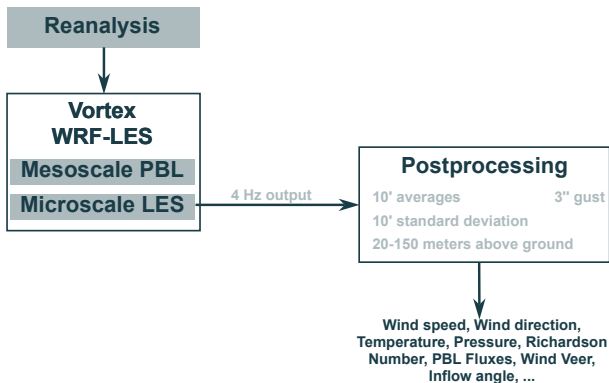 Reanalysis
Vortex
WRF-LES
Mesoscale PBL
Microscale LES
4 Hz output
Postprocessing
10' averages 3" gust
10' standard deviation
20-150 meters above ground
Wind speed, Wind direction,
Temperature, Pressure, Richardson
Number, PBL Fluxes, Wind Veer,
Inflow angle, ...